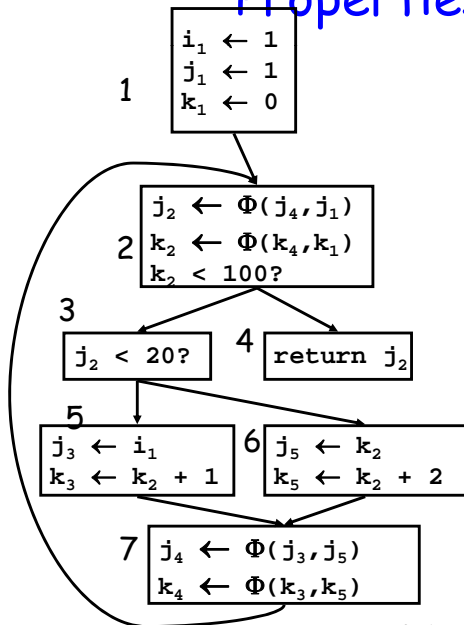 Properties
i₁ ← 1
j₁ ← 1
k₁ ← 0
1
j₂ ← Φ(j₄,j₁)
k₂ ← Φ(k₄,k₁)
k₂ < 100?
2
3
j₂ < 20?
4
return j₂
5
j₃ ← i₁
k₃ ← k₂ + 1
6
j₅ ← k₂
k₅ ← k₂ + 2
7
j₄ ← Φ(j₃,j₅)
k₄ ← Φ(k₃,k₅)